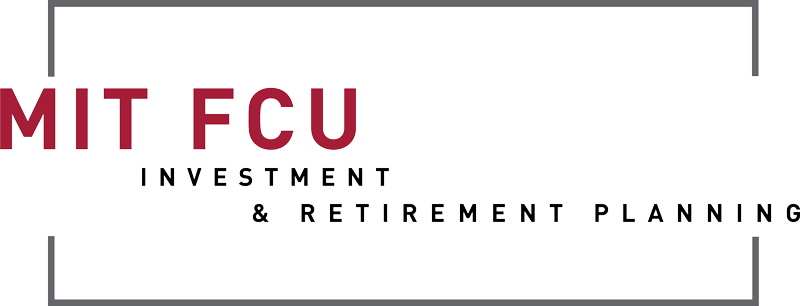 MIT FCU
INVESTMENT
& RETIREMENT PLANNING